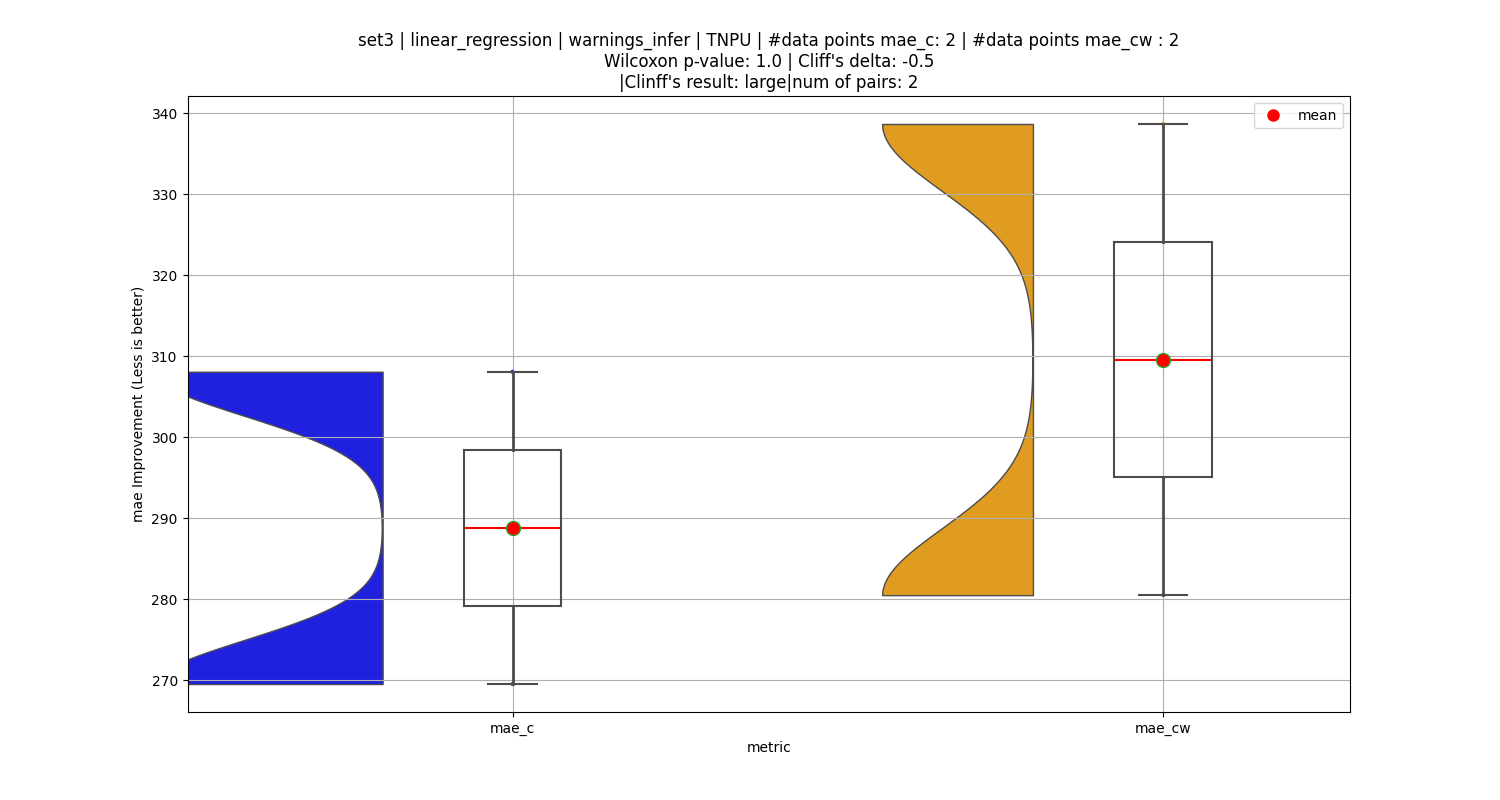 set3 | linear_regression | warnings_infer | TNPU | #data points mae_c: 2 | #data points mae_cw : 2
Wilcoxon p-value: 1.0 | Cliff's delta: -0.5
|Clinff's result: large|num of pairs: 2
mean
340
330
320
310
300
290
280
270
mae Improvement (Less is better)
mae_c
mae_cw
metric